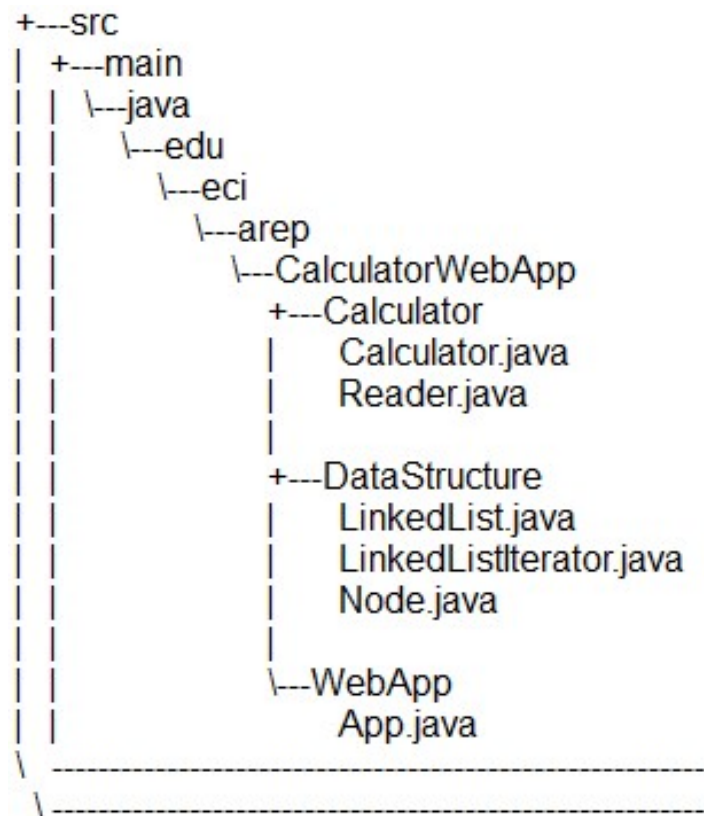 +---src
|   +---main
|   |   \---java
|   |       \---edu
|   |           \---eci
|   |               \---arep
|   |                   \---CalculatorWebApp
|   |                       +---Calculator
|   |                       |       Calculator.java
|   |                       |       Reader.java
|   |                       |
|   |                       +---DataStructure
|   |                       |       LinkedList.java
|   |                       |       LinkedListIterator.java
|   |                       |       Node.java
|   |                       |
|   |                       \---WebApp
|   |                               App.java
\   ---------------------------------------------------------
  \ ---------------------------------------------------------